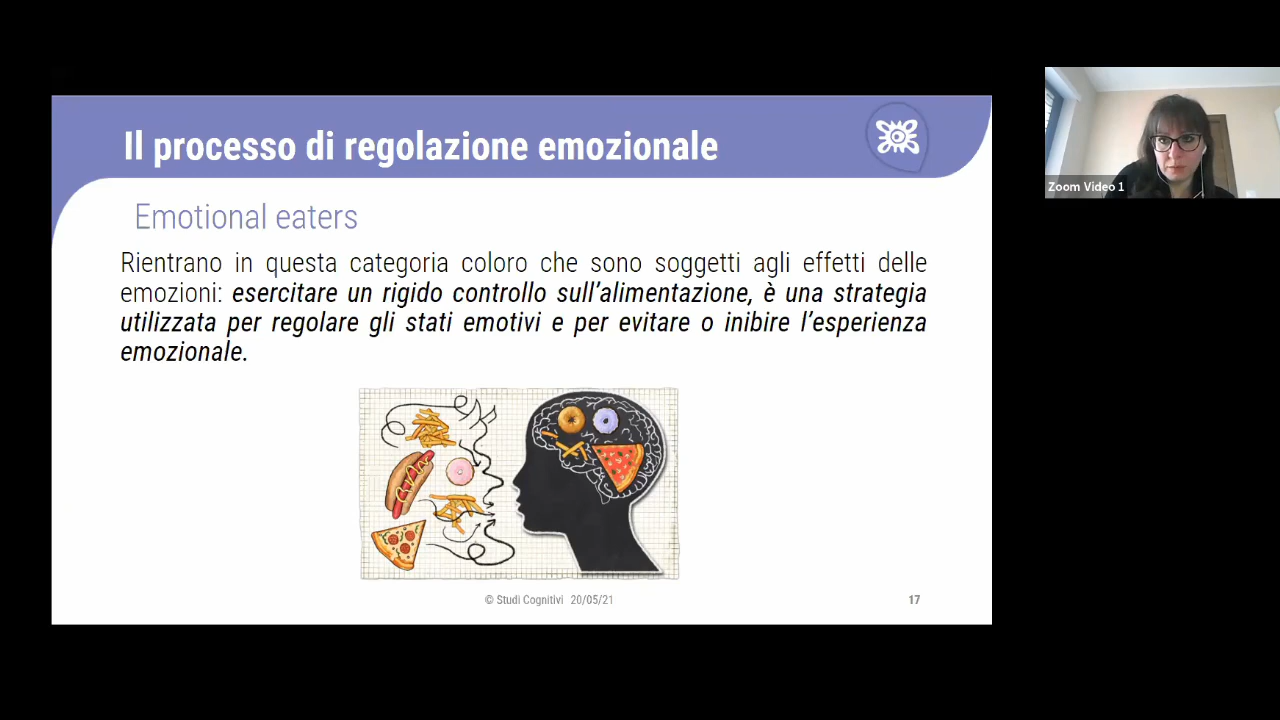 Il processo di regolazione emozionale
Zoom Video 1
Emotional eaters
Rientrano in questa categoria coloro che sono soggetti agli effetti delle
emozioni: esercitare un rigido controllo sull’alimentazione, è una strategia
utilizzata per regolare gli stati emotivi e per evitare o inibire l’esperienza
emozionale.
© Studi Cognitivi 20/05/21
17